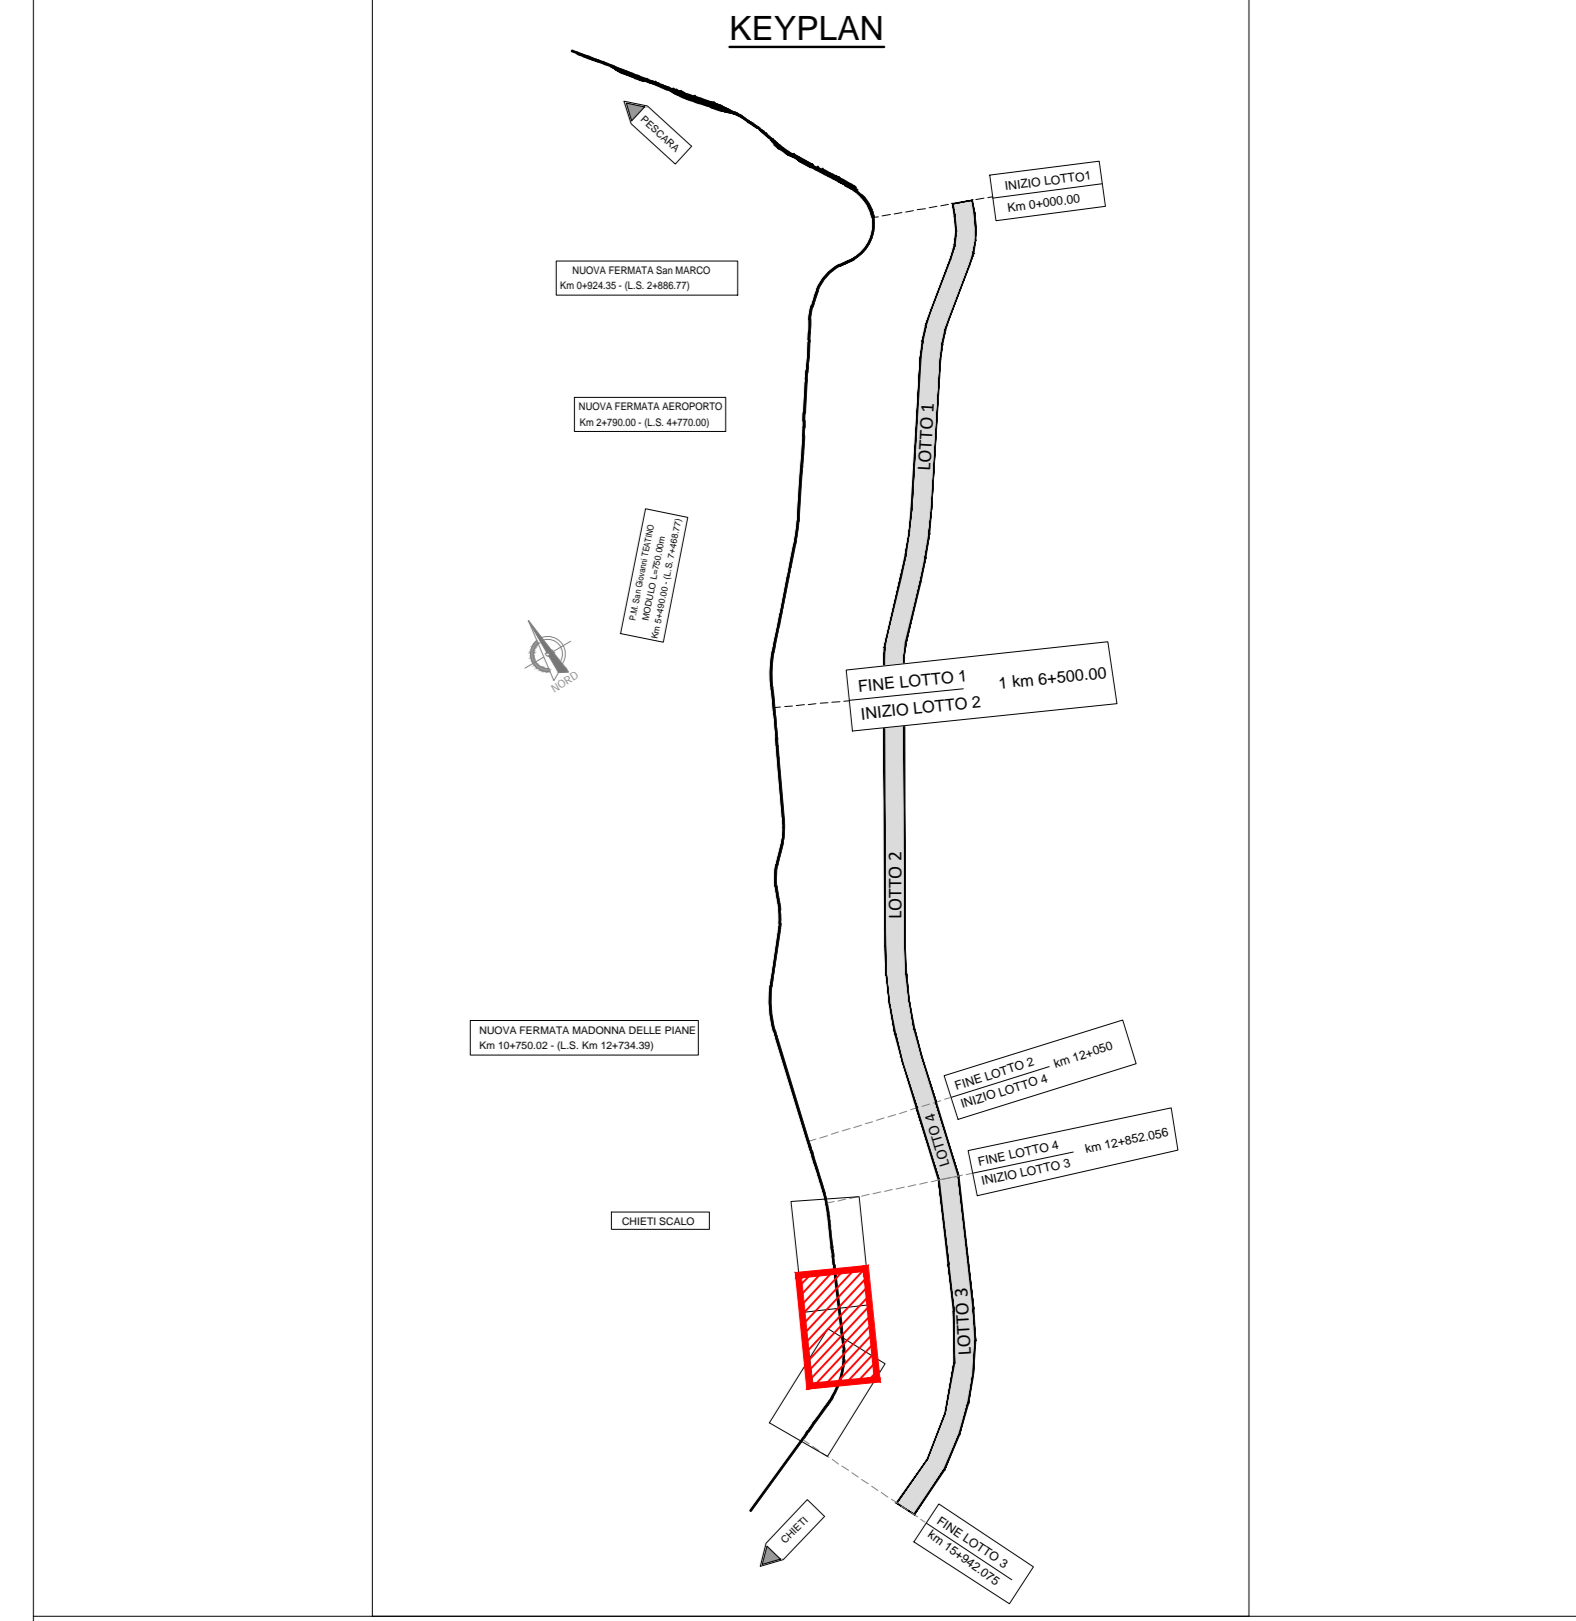 KEYPLAN
PESCARA
INIZIO LOTTO1
Km 0+000.00
NUOVA FERMATA San MARCO
Km 0+924.35 - (L.S. 2+886.77)
NUOVA FERMATA AEROPORTO
Km 2+790.00 - (L.S. 4+770.00)
LOTTO 1
P.M. San Giovanni TEATINO
MODULO L=750.00m
Km 5+490.00 - (L.S. 7+468.77)
NORD
FINE LOTTO 1
1 km 6+500.00
INIZIO LOTTO 2
LOTTO 2
NUOVA FERMATA MADONNA DELLE PIANE
Km 10+750.02 - (L.S. Km 12+734.39)
FINE LOTTO 2
km 12+050
INIZIO LOTTO 4
LOTTO 4
FINE LOTTO 4
km 12+852.056
INIZIO LOTTO 3
CHIETI SCALO
LOTTO 3
CHIETI
FINE LOTTO 3
km 15+942.075